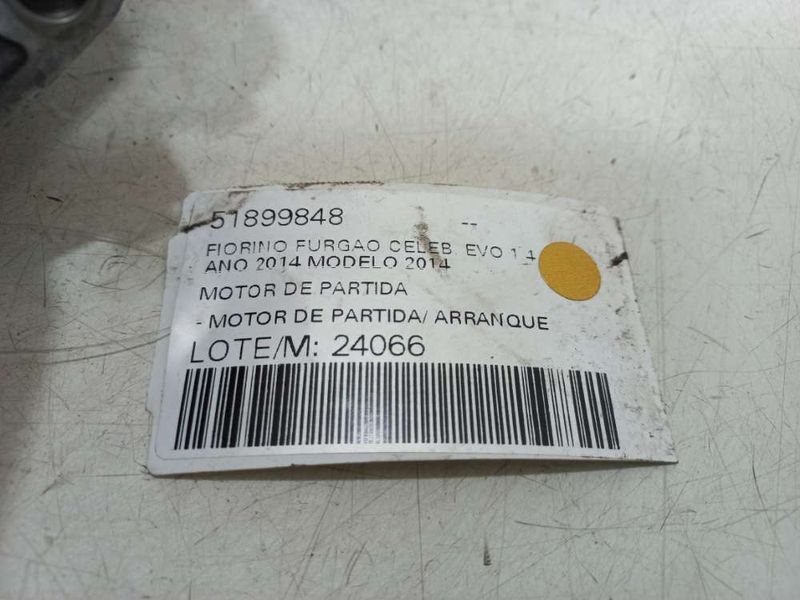 51899848 --
FIORINO FURGAO CELEB. EVO 1 4
ANO 2014 MODELO 2014
MOTOR DE PARTIDA
- MOTOR DE PARTIDA/ ARRANQUE
LOTE/M: 24066